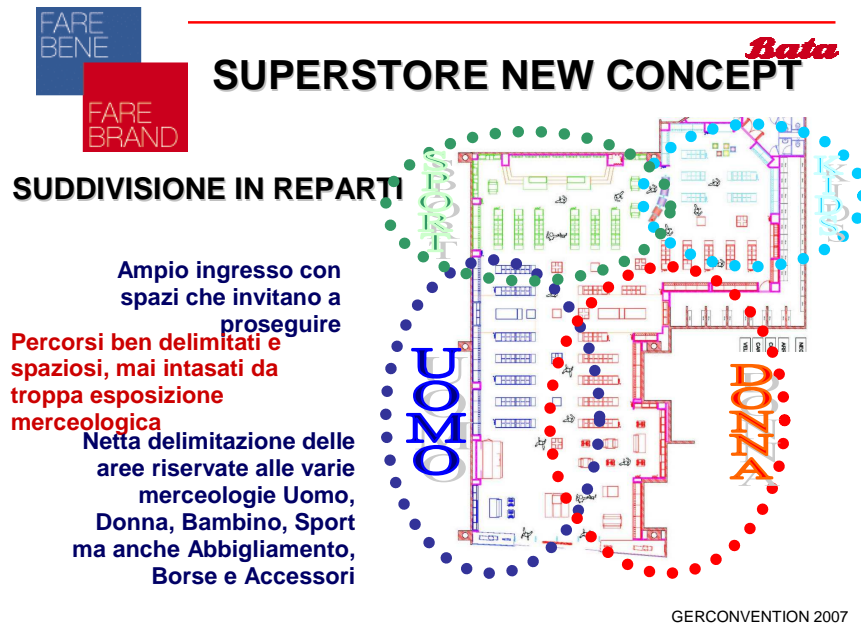 FARE
BENE
FARE
BRAND
Bata
SUPERSTORE NEW CONCEPT
SUDDIVISIONE IN REPARTI
Ampio ingresso con
spazi che invitano a
proseguire
Percorsi ben delimitati e
spaziosi, mai intasati da
troppa esposizione
merceologica
Netta delimitazione delle
aree riservate alle varie
merceologie Uomo,
Donna, Bambino, Sport
ma anche Abbigliamento,
Borse e Accessori
SPORT
KIDS
UOMO
DONNA
GERCONVENTION 2007